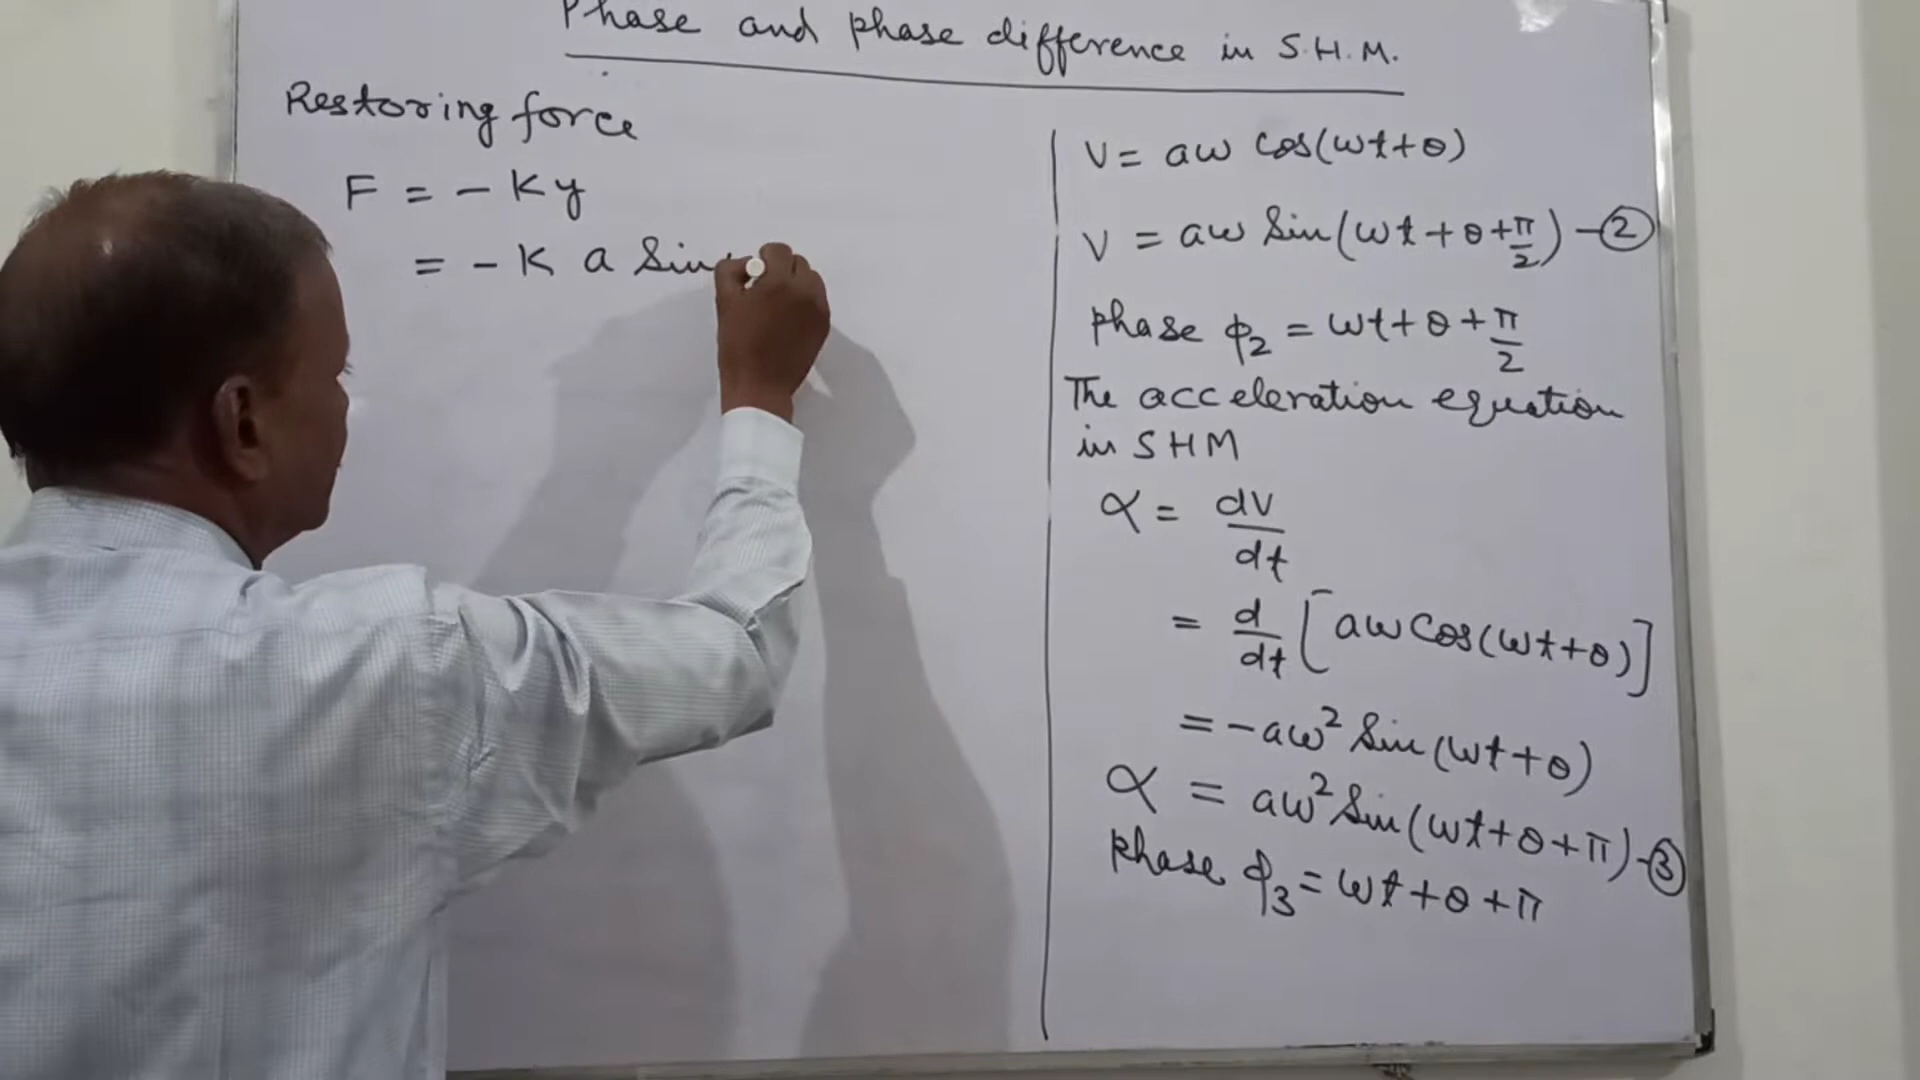 Phase and phase difference in S.H.M.
Restoring force
F = - Ky
= - K a Sin
V = aω cos(ωt+θ)
V = aω Sin(ωt+θ+π/2) -②
phase φ₂ = ωt+θ+π/2
The acceleration equation
in SHM
α = dv/dt
= d/dt [aω Cos(ωt+θ)]
= -aω² Sin(ωt+θ)
α = aω² Sin(ωt+θ+π) -③
phase φ₃ = ωt+θ+π